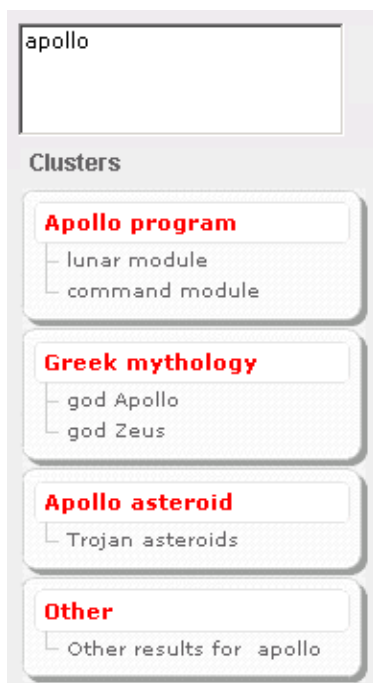 apollo
Clusters
Apollo program
lunar module
command module
Greek mythology
god Apollo
god Zeus
Apollo asteroid
Trojan asteroids
Other
Other results for apollo